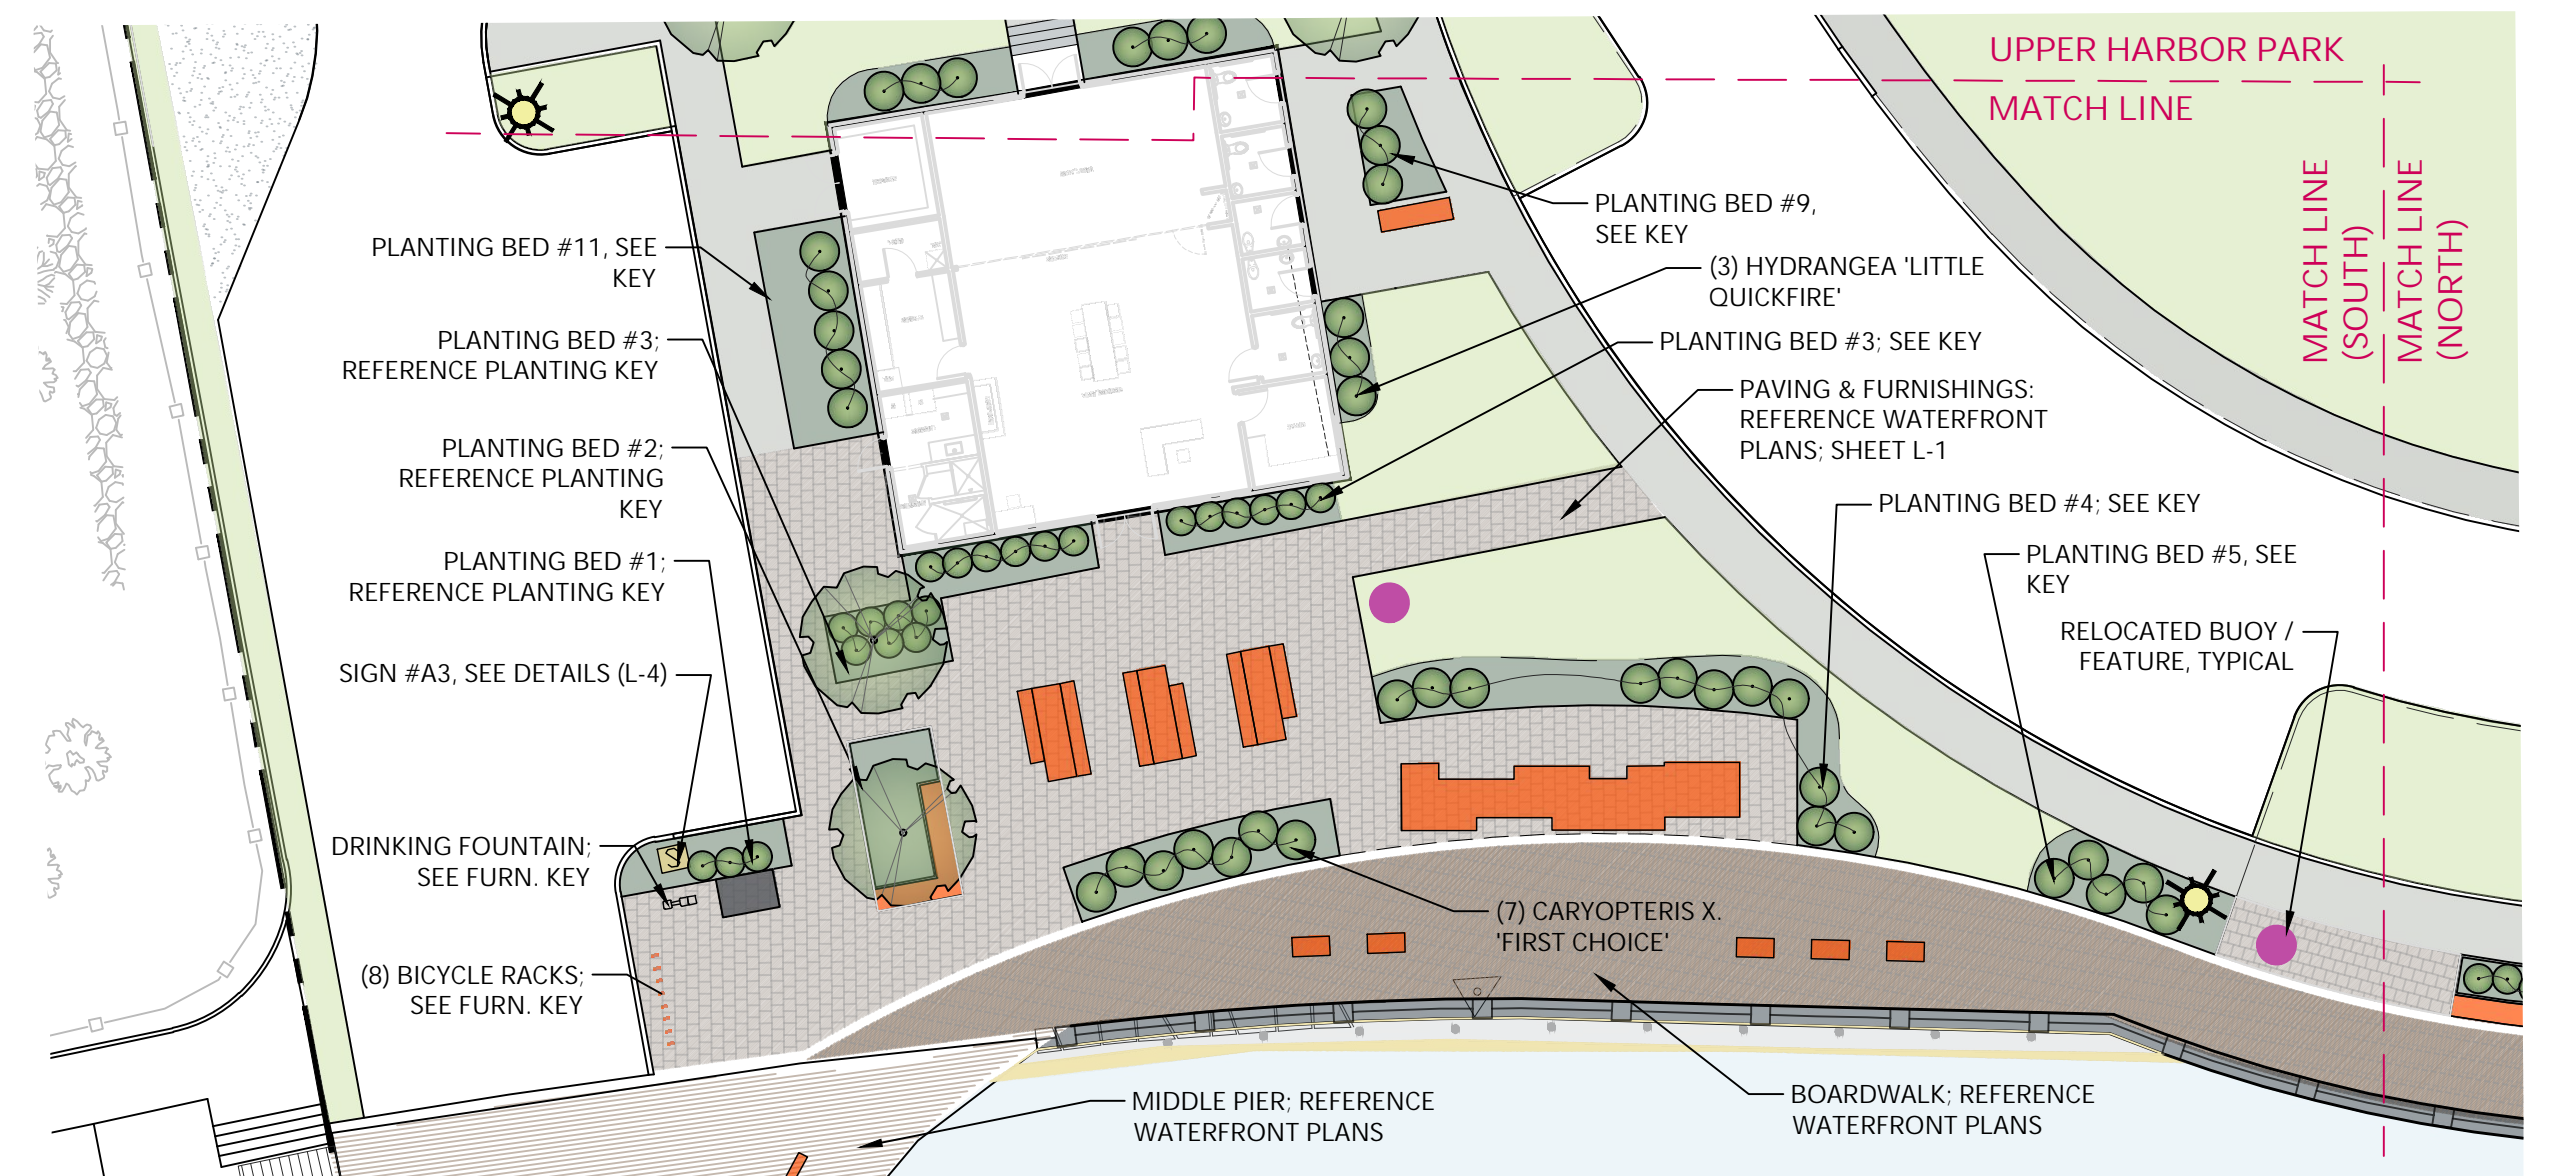 UPPER HARBOR PARK
MATCH LINE
MATCH LINE
(SOUTH)
MATCH LINE
(NORTH)
PLANTING BED #9,
SEE KEY
(3) HYDRANGEA 'LITTLE
QUICKFIRE'
PLANTING BED #3; SEE KEY
PAVING & FURNISHINGS:
REFERENCE WATERFRONT
PLANS; SHEET L-1
PLANTING BED #4; SEE KEY
PLANTING BED #5, SEE
KEY
RELOCATED BUOY /
FEATURE, TYPICAL
PLANTING BED #11, SEE
KEY
PLANTING BED #3;
REFERENCE PLANTING KEY
PLANTING BED #2;
REFERENCE PLANTING
KEY
PLANTING BED #1;
REFERENCE PLANTING KEY
SIGN #A3, SEE DETAILS (L-4)
DRINKING FOUNTAIN;
SEE FURN. KEY
(8) BICYCLE RACKS;
SEE FURN. KEY
(7) CARYOPTERIS X.
'FIRST CHOICE'
MIDDLE PIER; REFERENCE
WATERFRONT PLANS
BOARDWALK; REFERENCE
WATERFRONT PLANS